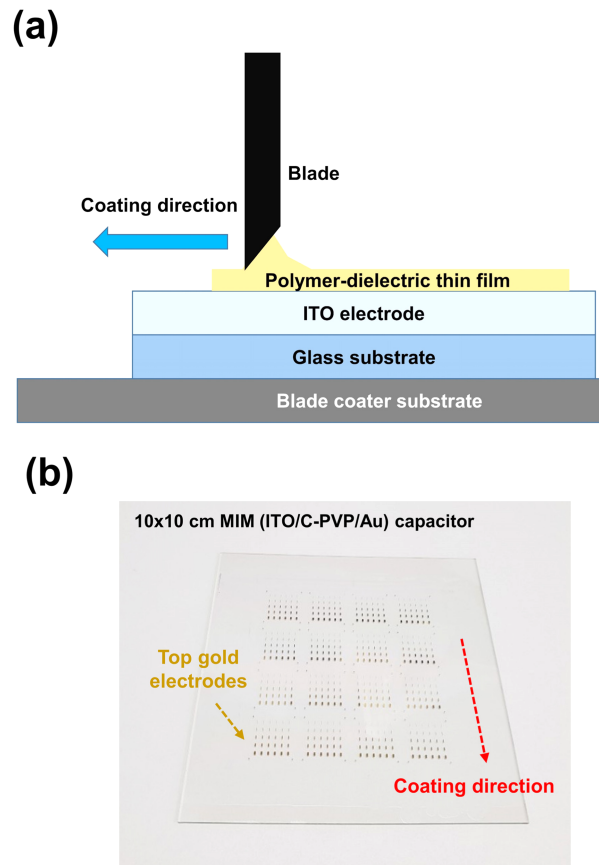 (a)
Blade
Coating direction
Polymer-dielectric thin film
ITO electrode
Glass substrate
Blade coater substrate
(b)
10x10 cm MIM (ITO/C-PVP/Au) capacitor
Top gold
electrodes
Coating direction